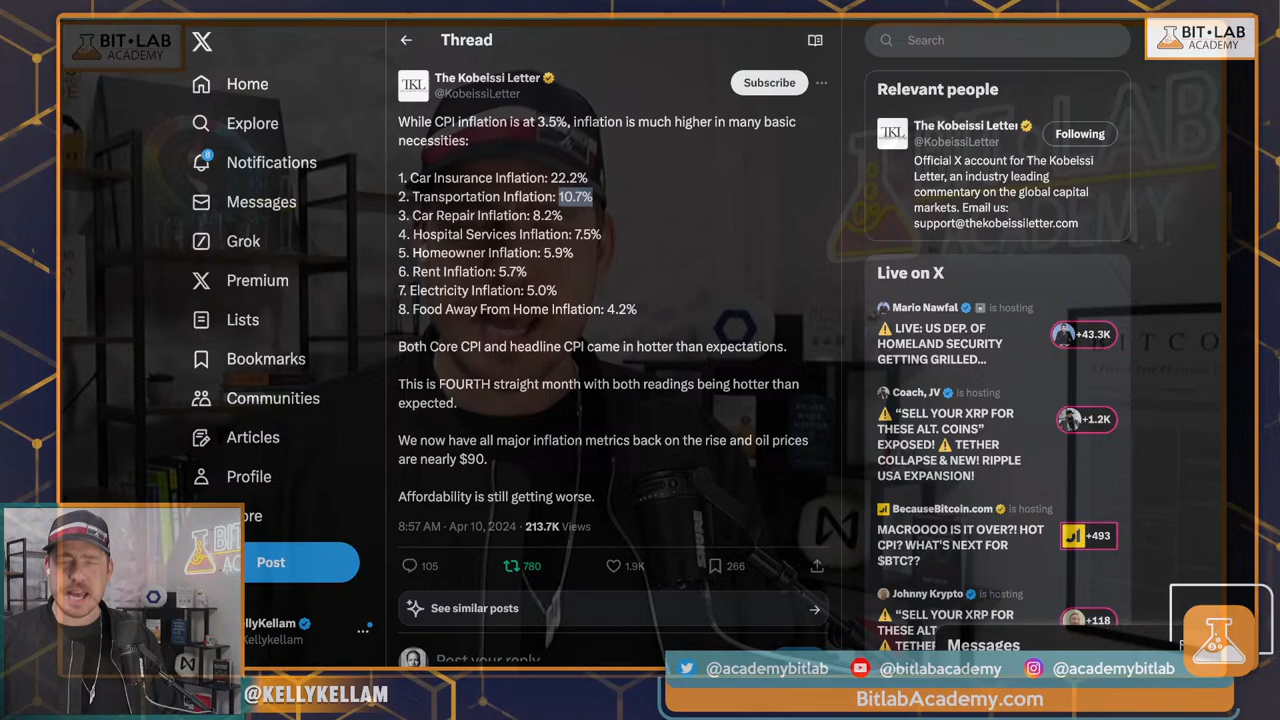 BIT•LAB
ACADEMY
Home
Explore
8
Notifications
Messages
Grok
Premium
Lists
Bookmarks
Communities
Articles
Profile
ore
Post
llyKellam
Kellykellam
@KELLYKELLAM
Thread
The Kobeissi Letter
@KobeissiLetter
Subscribe
While CPI inflation is at 3.5%, inflation is much higher in many basic
necessities:
1. Car Insurance Inflation: 22.2%
2. Transportation Inflation: 10.7%
3. Car Repair Inflation: 8.2%
4. Hospital Services Inflation: 7.5%
5. Homeowner Inflation: 5.9%
6. Rent Inflation: 5.7%
7. Electricity Inflation: 5.0%
8. Food Away From Home Inflation: 4.2%
Both Core CPI and headline CPI came in hotter than expectations.
This is FOURTH straight month with both readings being hotter than
expected.
We now have all major inflation metrics back on the rise and oil prices
are nearly $90.
Affordability is still getting worse.
8:57 AM · Apr 10, 2024 · 213.7K Views
105 780 1.9K 266
See similar posts
Post your reply
Search
BIT•LAB
ACADEMY
Relevant people
The Kobeissi Letter
@KobeissiLetter
Following
Official X account for The Kobeissi
Letter, an industry leading
commentary on the global capital
markets. Email us:
support@thekobeissiletter.com
Live on X
Mario Nawfal is hosting
⚠️ LIVE: US DEP. OF
HOMELAND SECURITY
GETTING GRILLED...
+43.3K
Coach, JV is hosting
⚠️ “SELL YOUR XRP FOR
THESE ALT. COINS”
EXPOSED! ⚠️ TETHER
COLLAPSE & NEW! RIPPLE
USA EXPANSION!
+1.2K
BecauseBitcoin.com is hosting
MACROOOO IS IT OVER?! HOT
CPI? WHAT'S NEXT FOR
$BTC??
+493
Johnny Krypto is hosting
⚠️ “SELL YOUR XRP FOR
THESE ALT
⚠️ TETHER
+118
Messages
@academybitlab @bitlabacademy @academybitlab
BitlabAcademy.com